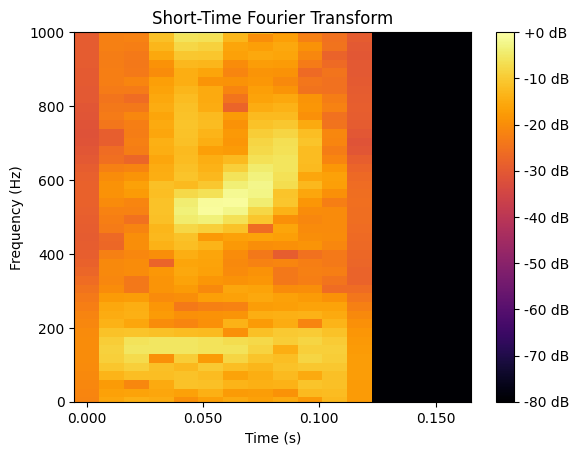 Short-Time Fourier Transform
1000
800
600
400
200
0
Frequency (Hz)
0.000
0.050
0.100
0.150
Time (s)
+0 dB
-10 dB
-20 dB
-30 dB
-40 dB
-50 dB
-60 dB
-70 dB
-80 dB